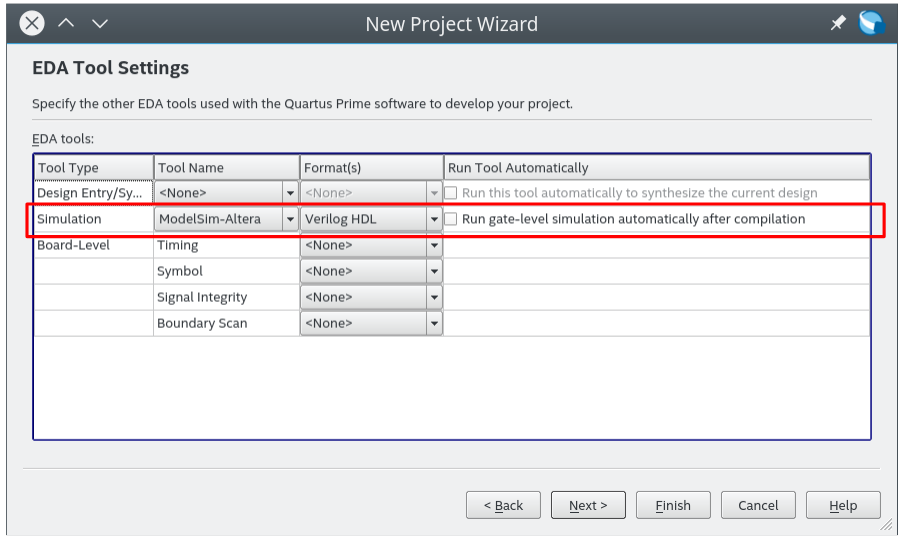 New Project Wizard
EDA Tool Settings
Specify the other EDA tools used with the Quartus Prime software to develop your project.
EDA tools:
Tool Type Tool Name Format(s) Run Tool Automatically
Design Entry/Sy... <None> <None> Run this tool automatically to synthesize the current design
Simulation ModelSim-Altera Verilog HDL Run gate-level simulation automatically after compilation
Board-Level Timing <None>
Symbol <None>
Signal Integrity <None>
Boundary Scan <None>
< Back Next > Finish Cancel Help